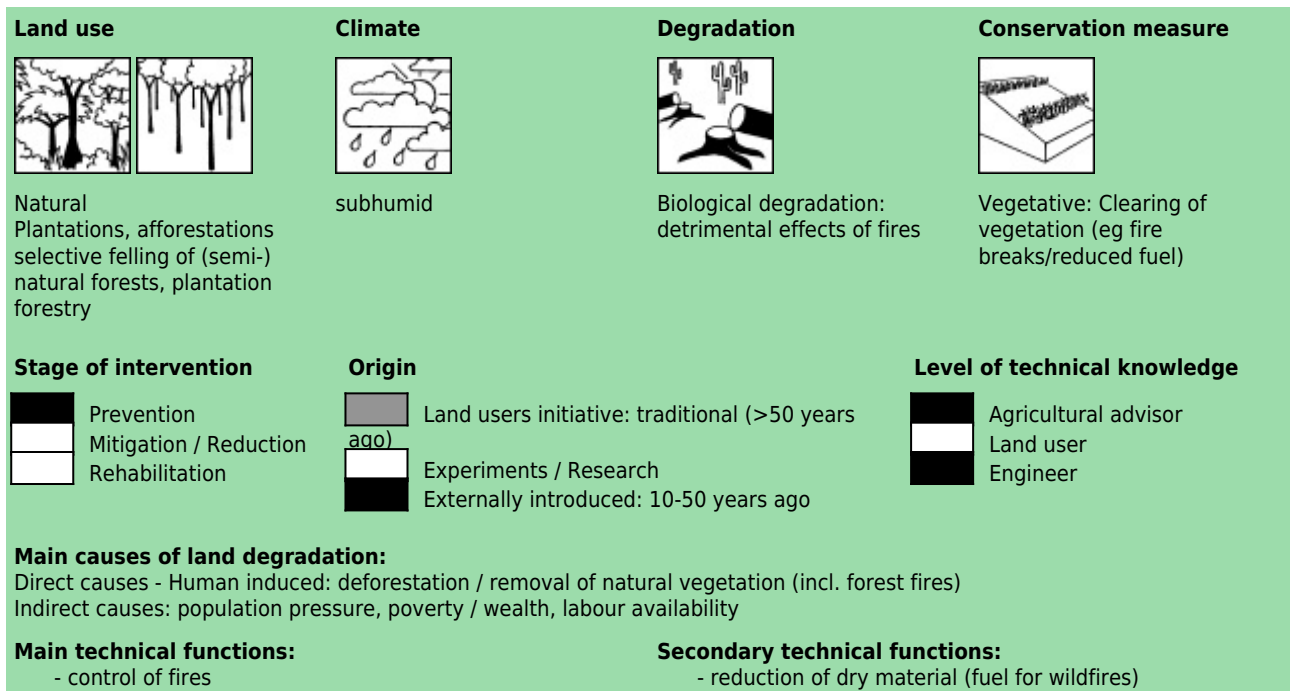 Land use
Climate
Degradation
Conservation measure
Natural
Plantations, afforestations
selective felling of (semi-)
natural forests, plantation
forestry
subhumid
Biological degradation:
detrimental effects of fires
Vegetative: Clearing of
vegetation (eg fire
breaks/reduced fuel)
Stage of intervention
Prevention
Mitigation / Reduction
Rehabilitation
Origin
Land users initiative: traditional (>50 years
ago)
Experiments / Research
Externally introduced: 10-50 years ago
Level of technical knowledge
Agricultural advisor
Land user
Engineer
Main causes of land degradation:
Direct causes - Human induced: deforestation / removal of natural vegetation (incl. forest fires)
Indirect causes: population pressure, poverty / wealth, labour availability
Main technical functions:
- control of fires
Secondary technical functions:
- reduction of dry material (fuel for wildfires)